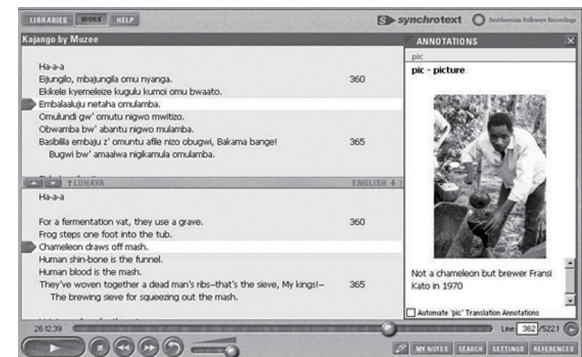 LIBRARIES WORK HELP
synchrotext
Smithsonian Folkways Recordings
Kajango by Muzee
ANNOTATIONS
pic
pic - picture
Ha-a-a
Eijungilo, mbajungila omu nyanga. 360
Ekikele kyemeleize kugulu kumoi omu bwaato.
Embalaaluju netaha omulamba.
Omulundi gw' omutu nigwo mwitizo.
Obwamba bw' abantu nigwo mulamba.
Basibilila embaju z' omuntu afile nizo obugwi, Bakama bange! 365
Bugwi bw' amaalwa nigikamula omulamba.
LUHAYA ENGLISH
Ha-a-a
For a fermentation vat, they use a grave. 360
Frog steps one foot into the tub.
Chameleon draws off mash.
Human shin-bone is the funnel.
Human blood is the mash.
They've woven together a dead man's ribs–that's the sieve, My kings!– 365
The brewing sieve for squeezing out the mash.
Not a chameleon but brewer Fransi
Kato in 1970
Automate 'pic' Translation Annotations
26:12.39
Line 362 /5221
MY NOTES SEARCH SETTINGS REFERENCES